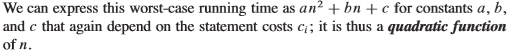 We can express this worst-case running time as an² + bn + c for constants a, b,
and c that again depend on the statement costs cᵢ; it is thus a quadratic function
of n.